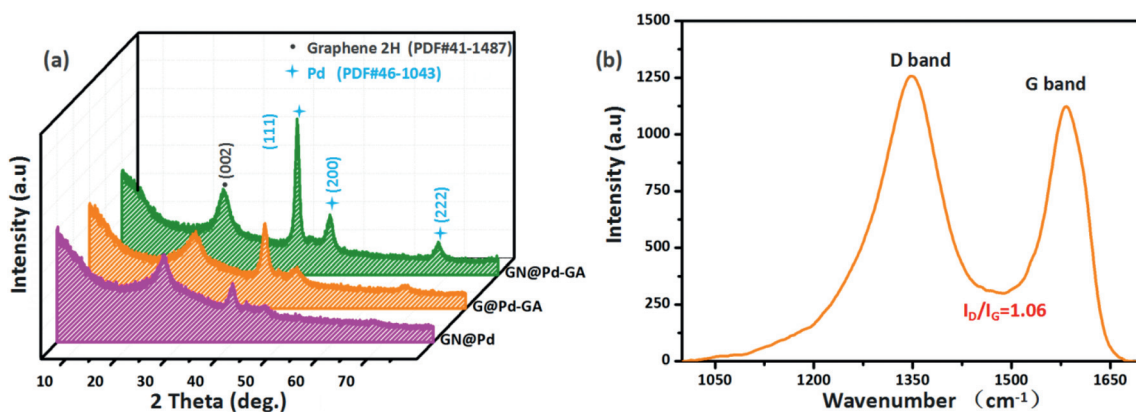 (a)
• Graphene 2H (PDF#41-1487)
Pd (PDF#46-1043)
(002)
(111)
(200)
(222)
GN@Pd-GA
G@Pd-GA
GN@Pd
Intensity (a.u)
10 20 30 40 50 60 70
2 Theta (deg.)
(b)
D band
G band
I_D/I_G=1.06
1500
1250
1000
750
500
250
0
Intensity (a.u)
1050 1200 1350 1500 1650
Wavenumber (cm⁻¹)